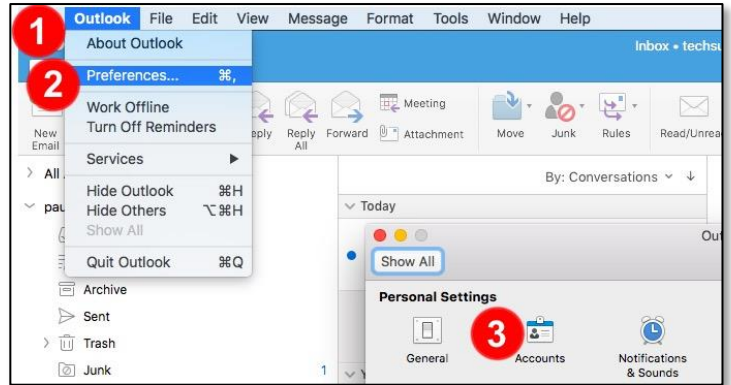 Outlook File Edit View Message Format Tools Window Help
1
About Outlook
Inbox • techsu
2
Preferences... ⌘,
Work Offline
Turn Off Reminders
Services
Hide Outlook ⌘H
Hide Others ⌥⌘H
Show All
Quit Outlook ⌘Q
New
Email
eply
Reply
All
Forward
Meeting
Attachment
Move
Junk
Rules
Read/Unrea
All
By: Conversations
pau
Today
Archive
Sent
Trash
Junk 1
Y
Out
Show All
Personal Settings
3
General
Accounts
Notifications
& Sounds